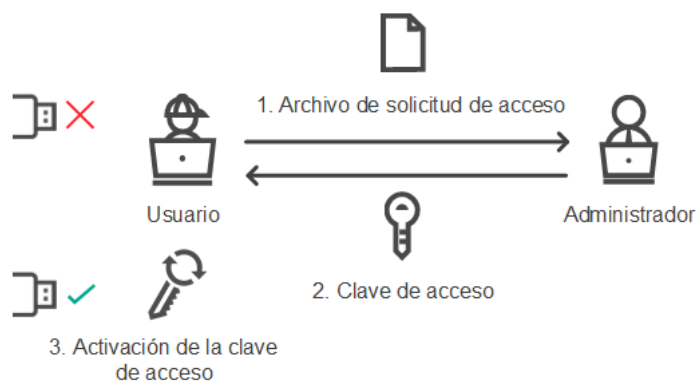 1. Archivo de solicitud de acceso
Usuario
Administrador
2. Clave de acceso
3. Activación de la clave
de acceso